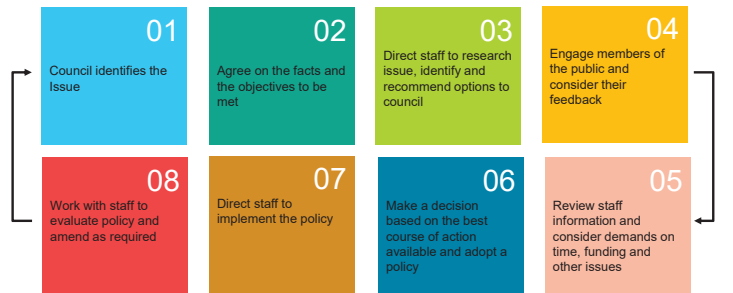 01
Council identifies the
Issue
02
Agree on the facts and
the objectives to be
met
03
Direct staff to research
issue, identify and
recommend options to
council
04
Engage members of
the public and
consider their
feedback
05
Review staff
information and
consider demands on
time, funding and
other issues
06
Make a decision
based on the best
course of action
available and adopt a
policy
07
Direct staff to
implement the policy
08
Work with staff to
evaluate policy and
amend as required